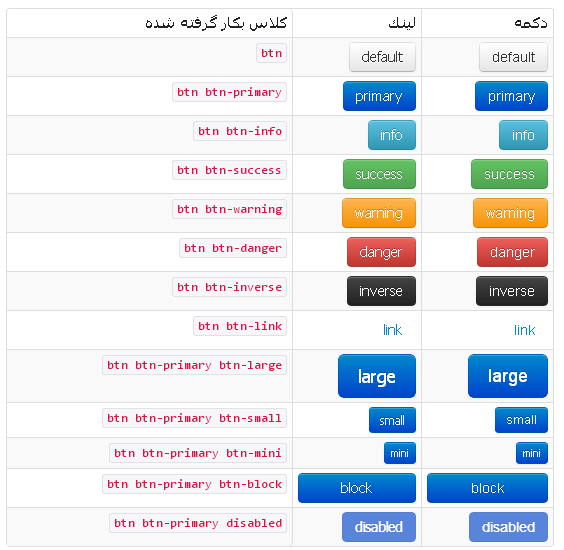 دکمه لینک کلاس بکار گرفته شده
default default btn
primary primary btn btn-primary
info info btn btn-info
success success btn btn-success
warning warning btn btn-warning
danger danger btn btn-danger
inverse inverse btn btn-inverse
link link btn btn-link
large large btn btn-primary btn-large
small small btn btn-primary btn-small
mini mini btn btn-primary btn-mini
block block btn btn-primary btn-block
disabled disabled btn btn-primary disabled